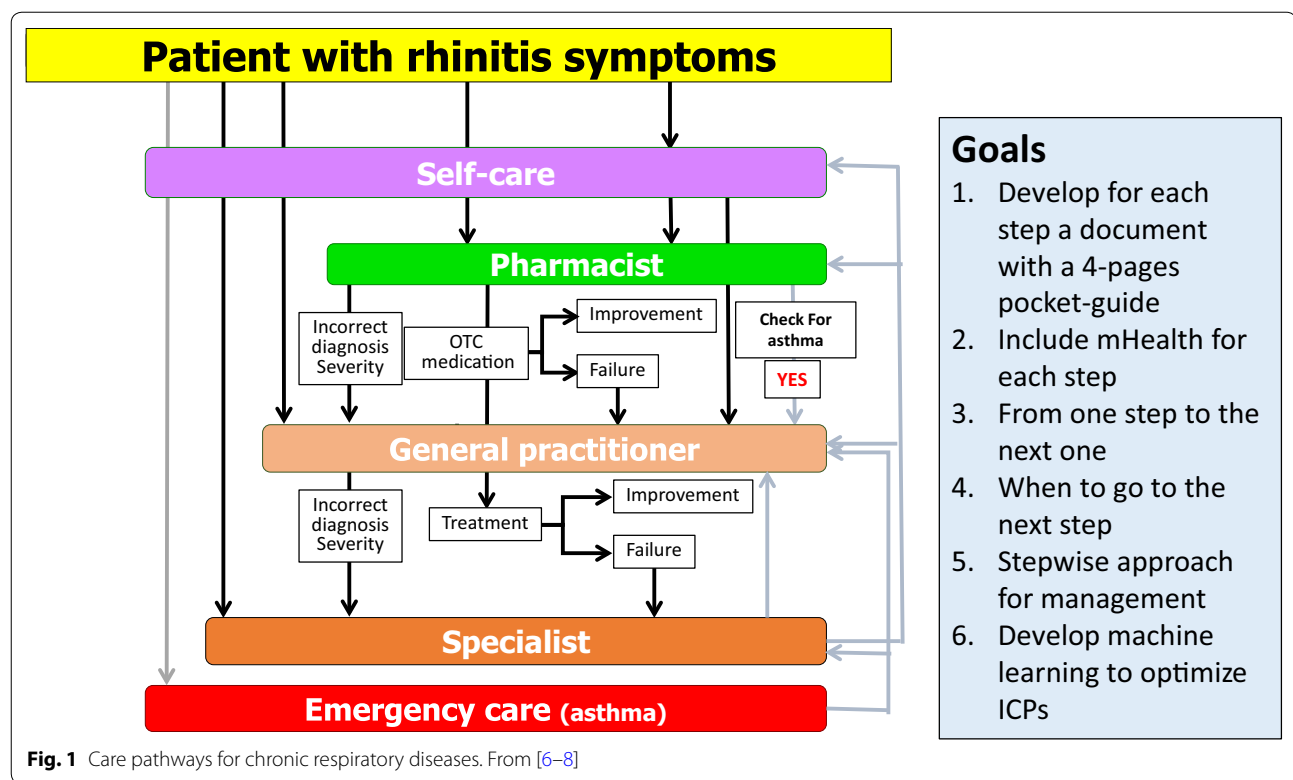 Patient with rhinitis symptoms
Self-care
Pharmacist
Incorrect
diagnosis
Severity
OTC
medication
Improvement
Failure
Check For
asthma
YES
General practitioner
Incorrect
diagnosis
Severity
Treatment
Improvement
Failure
Specialist
Emergency care (asthma)
Goals
1. Develop for each
step a document
with a 4-pages
pocket-guide
2. Include mHealth for
each step
3. From one step to the
next one
4. When to go to the
next step
5. Stepwise approach
for management
6. Develop machine
learning to optimize
ICPs
Fig. 1 Care pathways for chronic respiratory diseases. From [6–8]